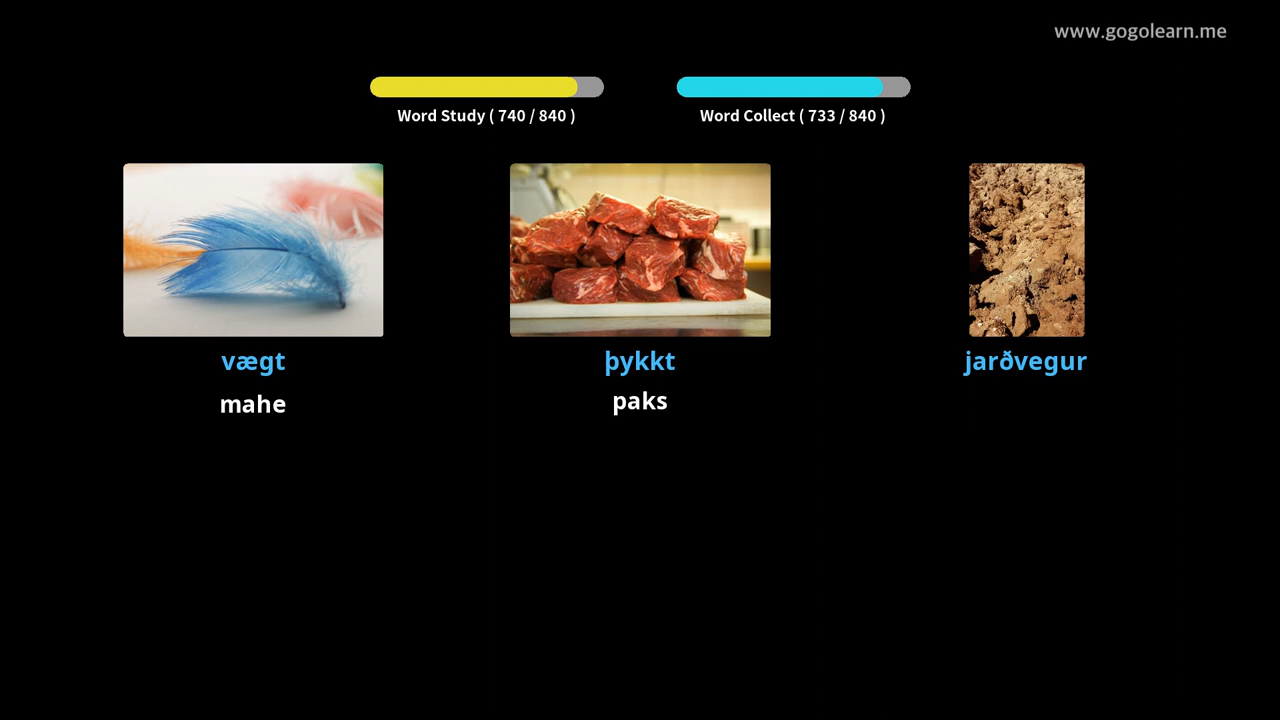 www.gogolearn.me
Word Study ( 740 / 840 )
Word Collect ( 733 / 840 )
vægt
þykkt
jarðvegur
mahe
paks